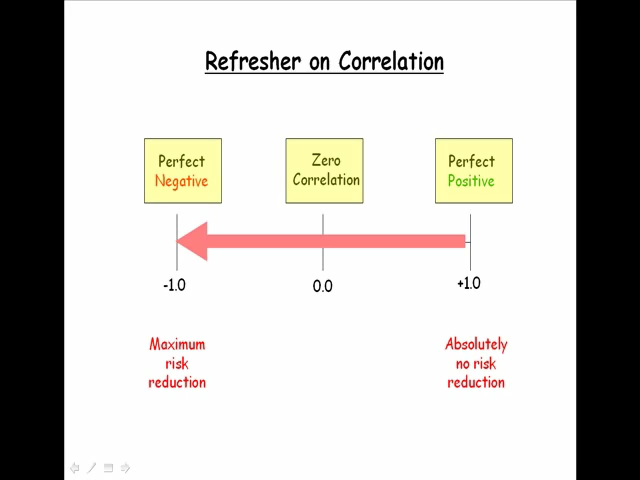 Refresher on Correlation
Perfect
Negative
Zero
Correlation
Perfect
Positive
-1.0
0.0
+1.0
Maximum
risk
reduction
Absolutely
no risk
reduction